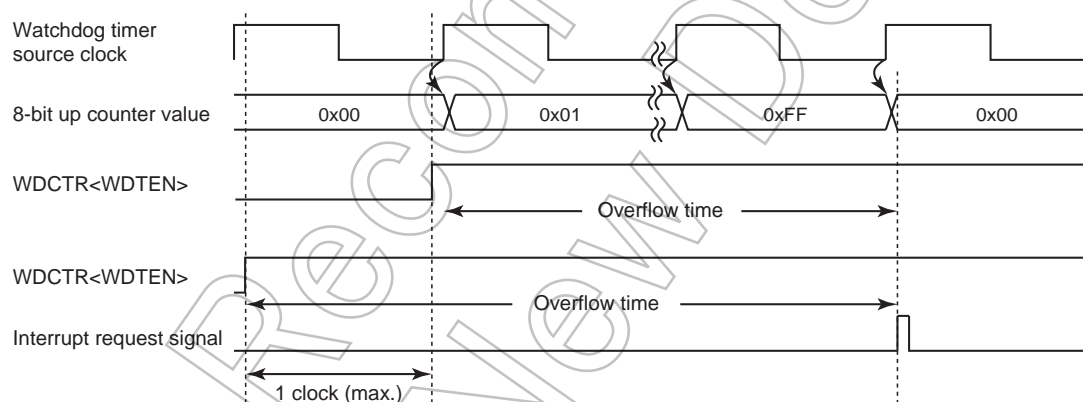 Watchdog timer
source clock
8-bit up counter value
0x00
0x01
0xFF
0x00
WDCTR<WDTEN>
Overflow time
WDCTR<WDTEN>
Overflow time
Interrupt request signal
1 clock (max.)